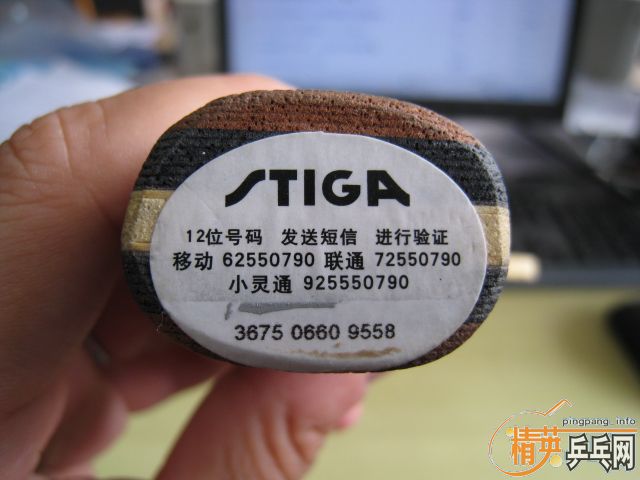 STIGA
12位号码 发送短信 进行验证
移动 62550790 联通 72550790
小灵通 925550790
3675 0660 9558
pingpang_info
精英乒乓网